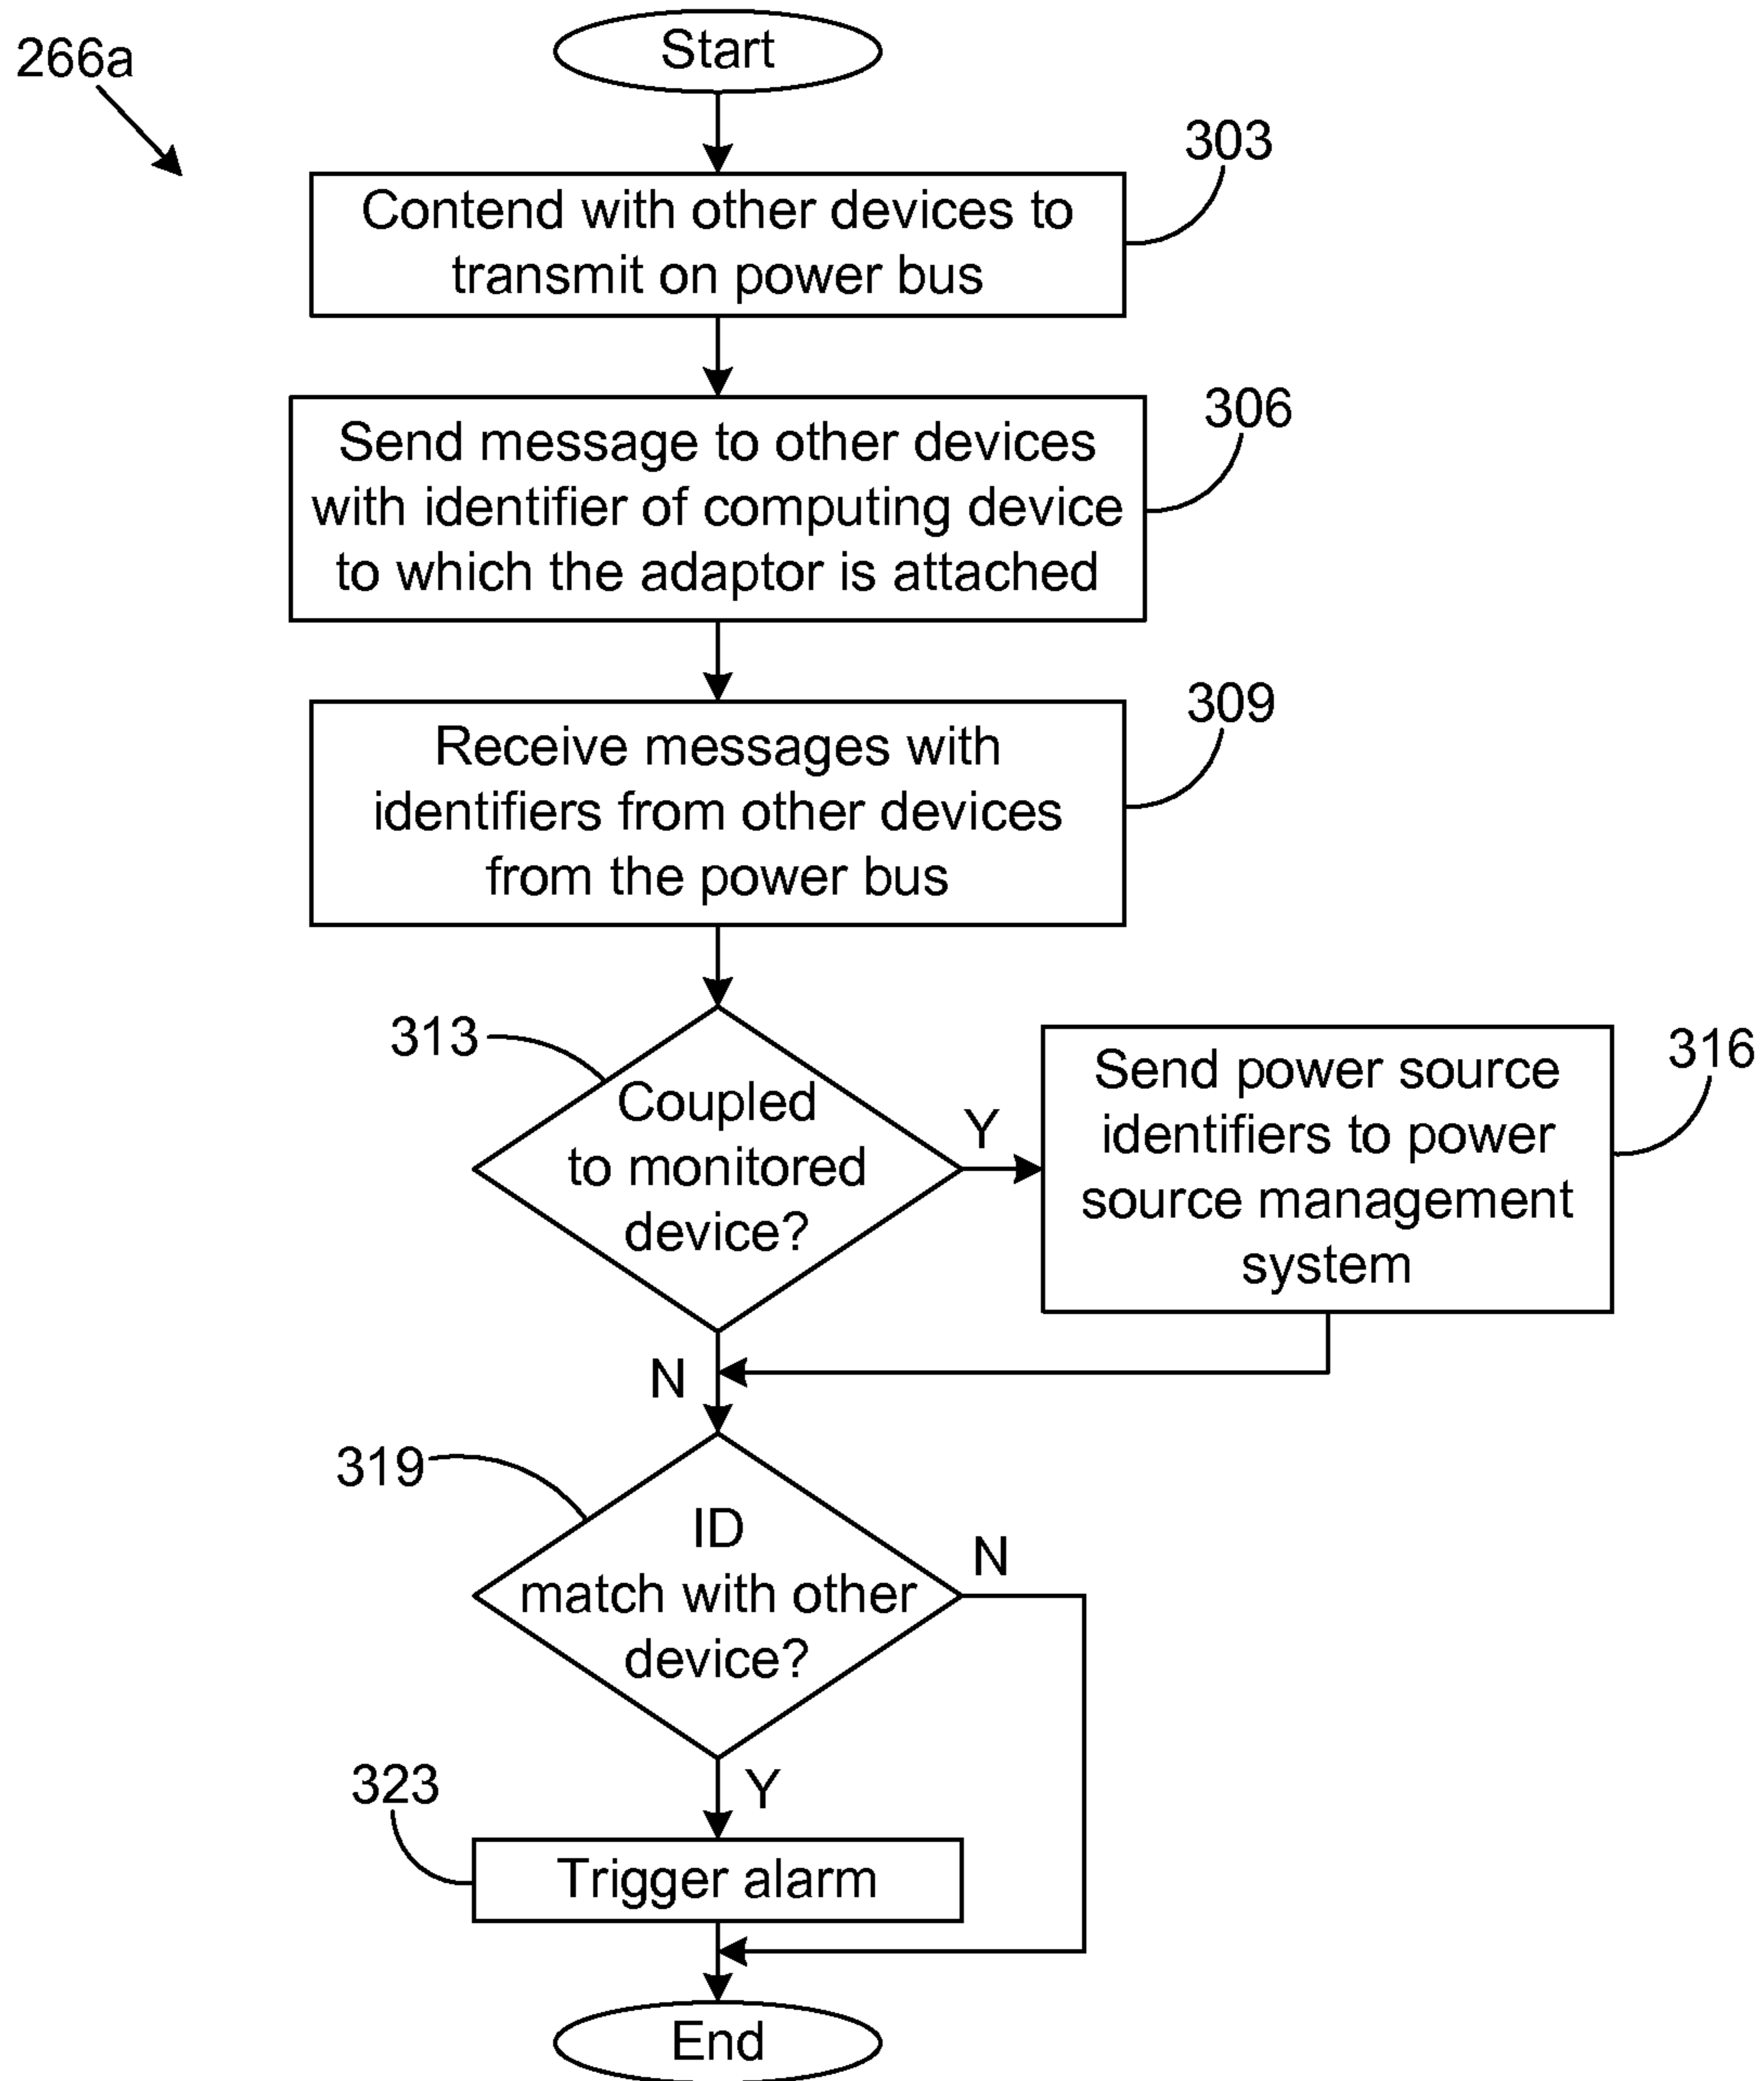 266a
Start
303
Contend with other devices to
transmit on power bus
306
Send message to other devices
with identifier of computing device
to which the adaptor is attached
309
Receive messages with
identifiers from other devices
from the power bus
313
Coupled
to monitored
device?
Y
N
316
Send power source
identifiers to power
source management
system
319
ID
match with other
device?
N
Y
323
Trigger alarm
End